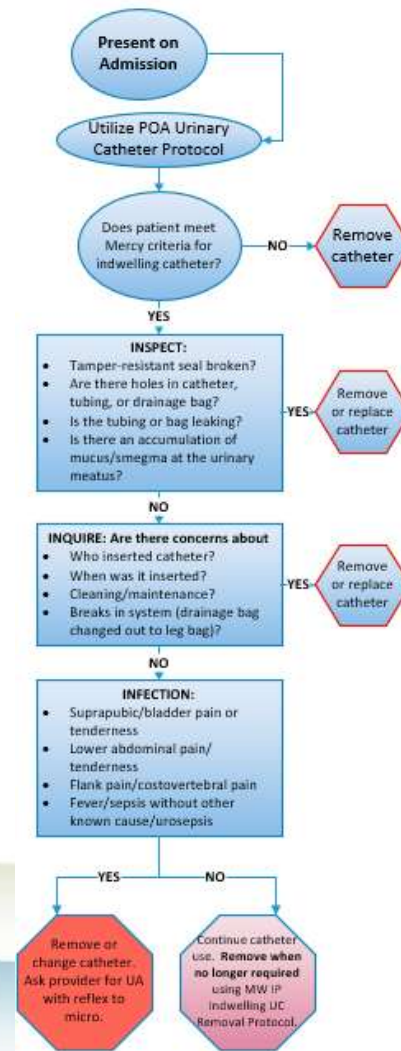 Present on
Admission
Utilize POA Urinary
Catheter Protocol
Does patient meet
Mercy criteria for
indwelling catheter?
NO
Remove
catheter
YES
INSPECT:
• Tamper-resistant seal broken?
• Are there holes in catheter,
tubing, or drainage bag?
• Is the tubing or bag leaking?
• Is there an accumulation of
mucus/smegma at the urinary
meatus?
YES
Remove
or replace
catheter
NO
INQUIRE: Are there concerns about
• Who inserted catheter?
• When was it inserted?
• Cleaning/maintenance?
• Breaks in system (drainage bag
changed out to leg bag)?
YES
Remove
or replace
catheter
NO
INFECTION:
• Suprapubic/bladder pain or
tenderness
• Lower abdominal pain/
tenderness
• Flank pain/costovertebral pain
• Fever/sepsis without other
known cause/urosepsis
YES
NO
Remove or
change catheter.
Ask provider for UA
with reflex to
micro.
Continue catheter
use. Remove when
no longer required
using MW IP
Indwelling UC
Removal Protocol.